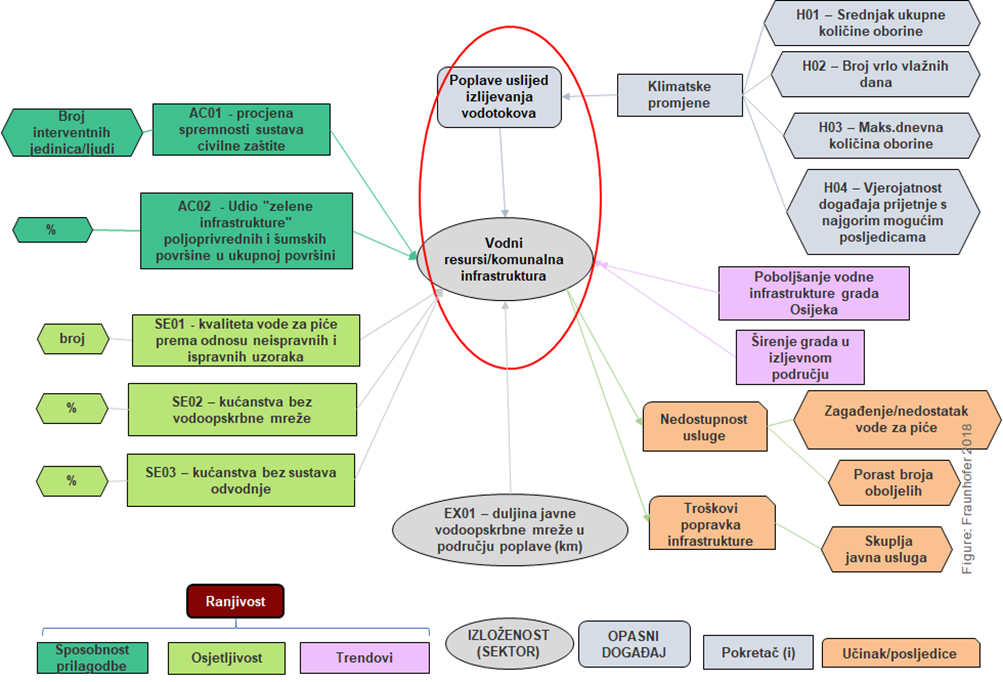 H01 – Srednjak ukupne
količine oborine
Poplave uslijed
izlijevanja
vodotokova
Klimatske
promjene
H02 – Broj vrlo vlažnih
dana
Broj
interventnih
jedinica/ljudi
AC01 - procjena
spremnosti sustava
civilne zaštite
H03 – Maks.dnevna
količina oborine
%
AC02 - Udio "zelene
infrastrukture"
poljoprivrednih i šumskih
površine u ukupnoj površini
H04 – Vjerojatnost
događaja prijetnje s
najgorim mogućim
posljedicama
Vodni
resursi/komunalna
infrastruktura
Poboljšanje vodne
infrastrukture grada
Osijeka
broj
SE01 - kvaliteta vode za piće
prema odnosu neispravnih i
ispravnih uzoraka
Širenje grada u
izljevnom
području
%
SE02 – kućanstva bez
vodoopskrbne mreže
Nedostupnost
usluge
Zagađenje/nedostatak
vode za piće
%
SE03 – kućanstva bez sustava
odvodnje
Porast broja
oboljelih
EX01 – duljina javne
vodoopskrbne mreže u
području poplave (km)
Troškovi
popravka
infrastrukture
Skuplja
javna usluga
Figure: Fraunhofer 2018
Ranjivost
Sposobnost
prilagodbe
Osjetljivost
Trendovi
IZLOŽENOST
(SEKTOR)
OPASNI
DOGAĐAJ
Pokretač (i)
Učinak/posljedice